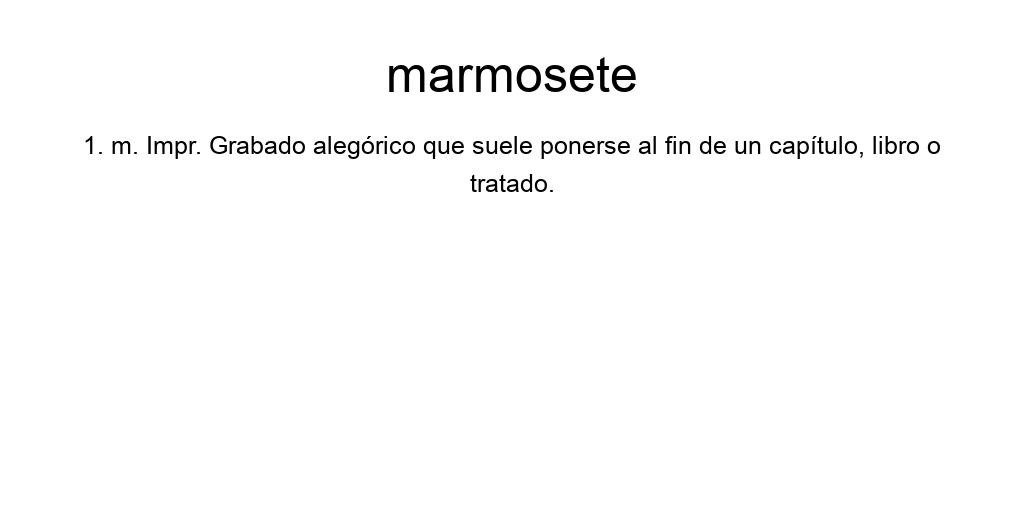 marmosete
1. m. Impr. Grabado alegórico que suele ponerse al fin de un capítulo, libro o
tratado.